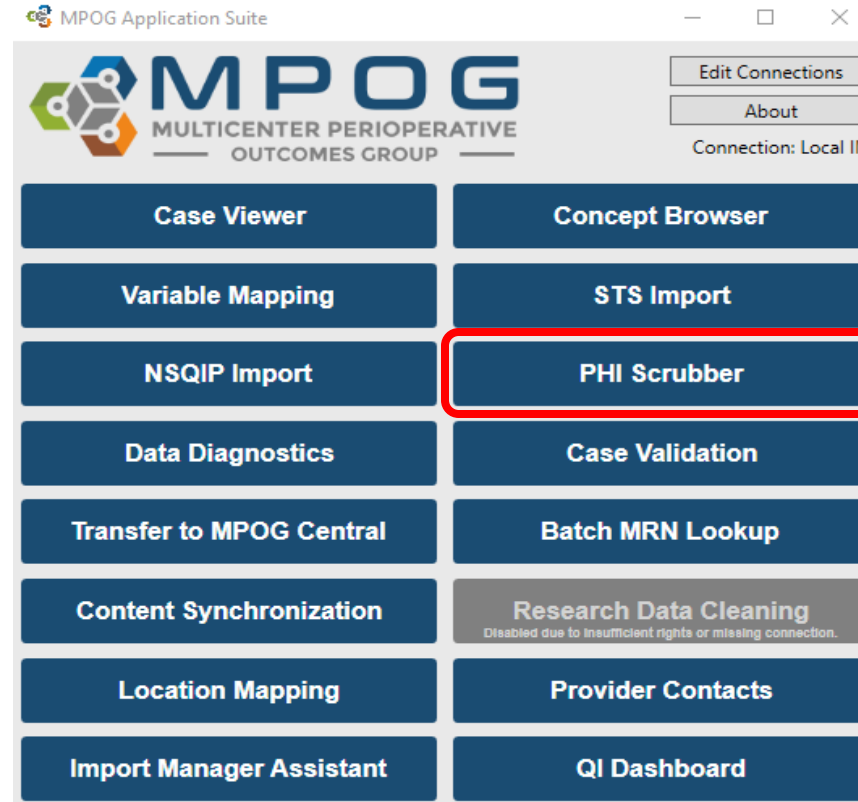 MPOG Application Suite
MPOG
MULTICENTER PERIOPERATIVE
OUTCOMES GROUP
Edit Connections
About
Connection: Local
Case Viewer
Concept Browser
Variable Mapping
STS Import
NSQIP Import
PHI Scrubber
Data Diagnostics
Case Validation
Transfer to MPOG Central
Batch MRN Lookup
Content Synchronization
Research Data Cleaning
Disabled due to insufficient rights or missing connection.
Location Mapping
Provider Contacts
Import Manager Assistant
QI Dashboard